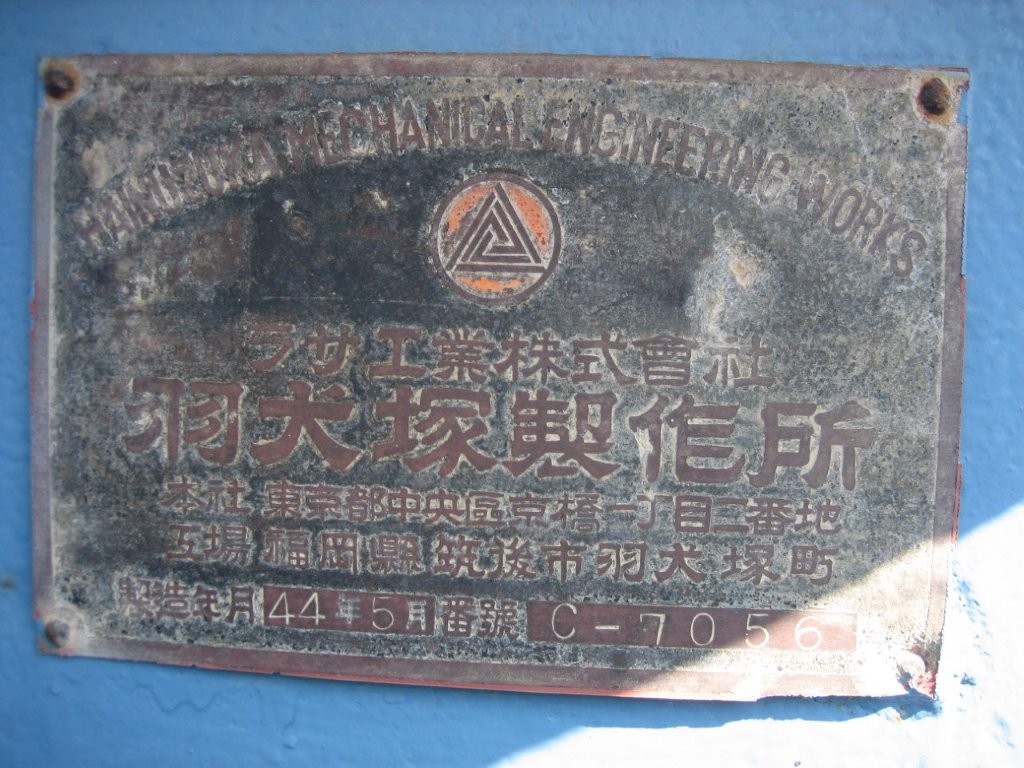 HAINUZUKA MECHANICAL ENGINEERING WORKS
ラサ工業株式會社
羽犬塚製作所
本社 東京都中央區京橋一丁目二番地
工場 福岡縣筑後市羽犬塚町
製造年月 44年5月 番號 C-7056